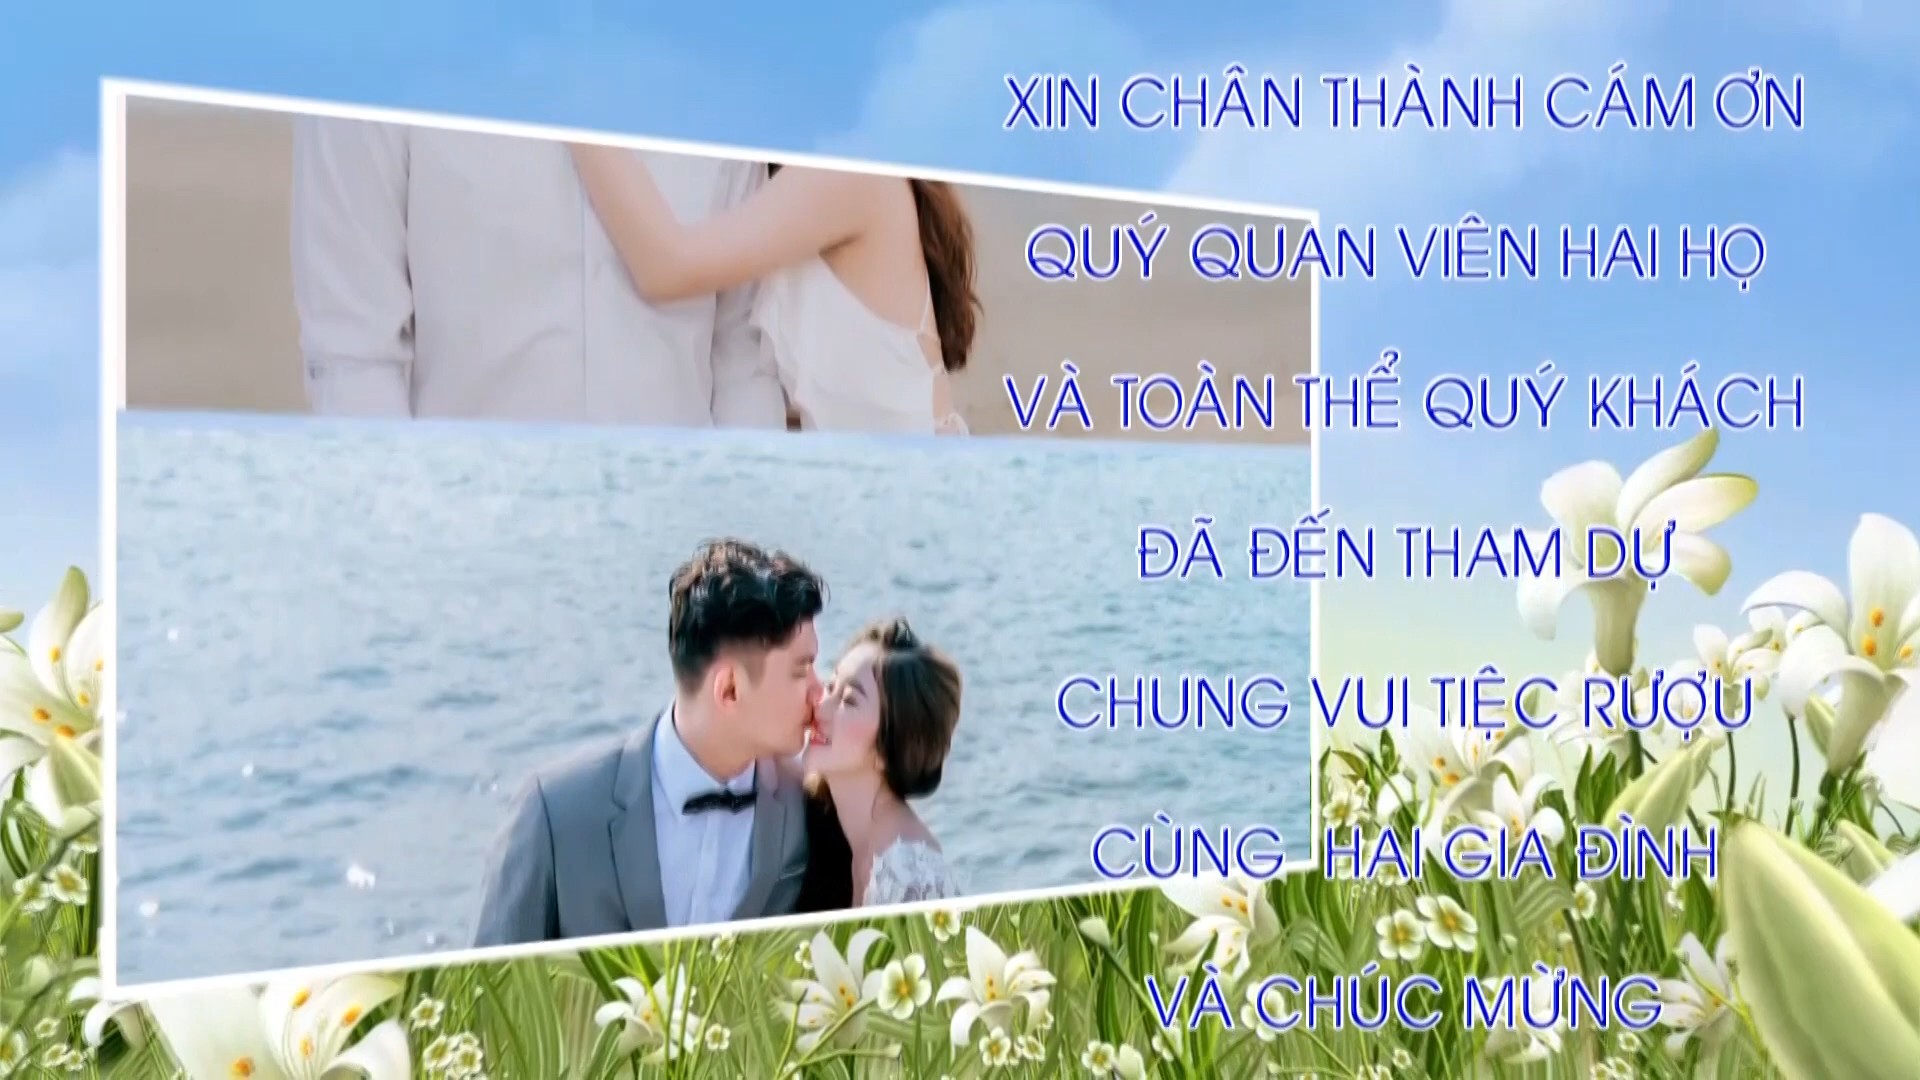 XIN CHÂN THÀNH CÁM ƠN
QUÝ QUAN VIÊN HAI HỌ
VÀ TOÀN THỂ QUÝ KHÁCH
ĐÃ ĐẾN THAM DỰ
CHUNG VUI TIỆC RƯỢU
CÙNG  HAI GIA ĐÌNH
VÀ CHÚC MỪNG